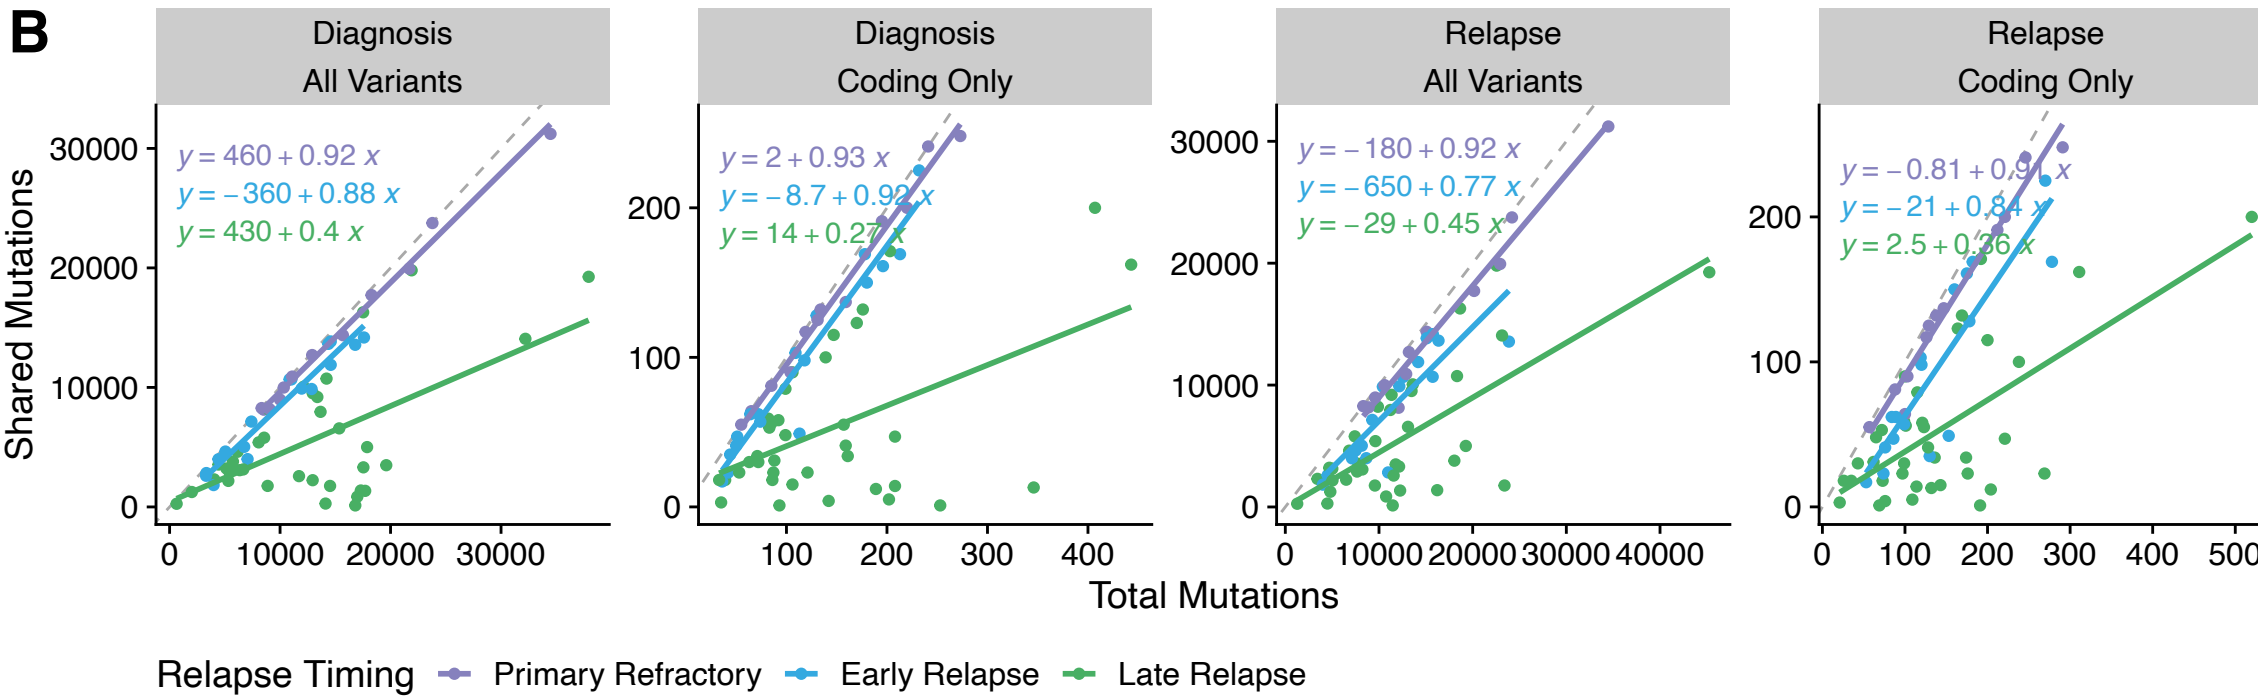 B
Diagnosis
All Variants
Diagnosis
Coding Only
Relapse
All Variants
Relapse
Coding Only
Shared Mutations
30000
20000
10000
0
y = 460 + 0.92 x
y = −360 + 0.88 x
y = 430 + 0.4 x
0 10000 20000 30000
200
100
0
y = 2 + 0.93 x
y = −8.7 + 0.92 x
y = 14 + 0.27 x
100 200 300 400
30000
20000
10000
0
y = −180 + 0.92 x
y = −650 + 0.77 x
y = −29 + 0.45 x
0 10000 20000 30000 40000
200
100
0
y = −0.81 + 0.91 x
y = −21 + 0.84 x
y = 2.5 + 0.36 x
0 100 200 300 400 500
Total Mutations
Relapse Timing Primary Refractory Early Relapse Late Relapse